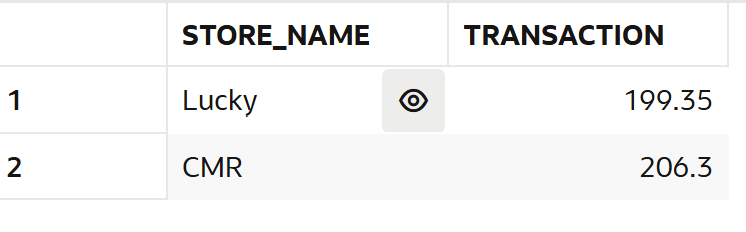 STORE_NAME TRANSACTION
1 Lucky 199.35
2 CMR 206.3